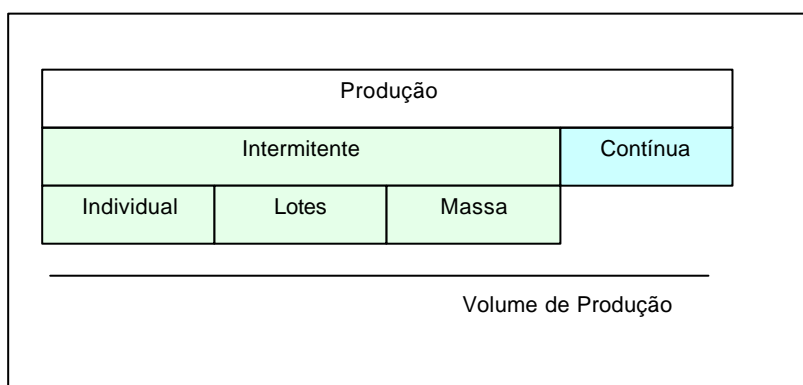 Produção
Intermitente Contínua
Individual Lotes Massa
Volume de Produção